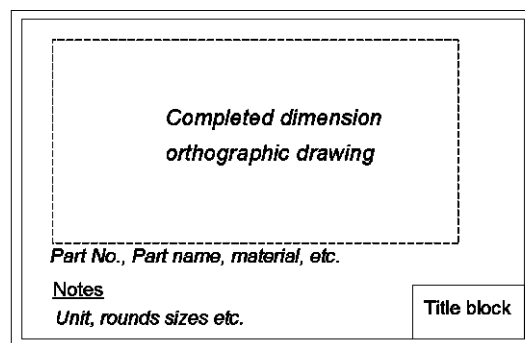 Completed dimension
orthographic drawing
Part No., Part name, material, etc.
Notes
Unit, rounds sizes etc.
Title block